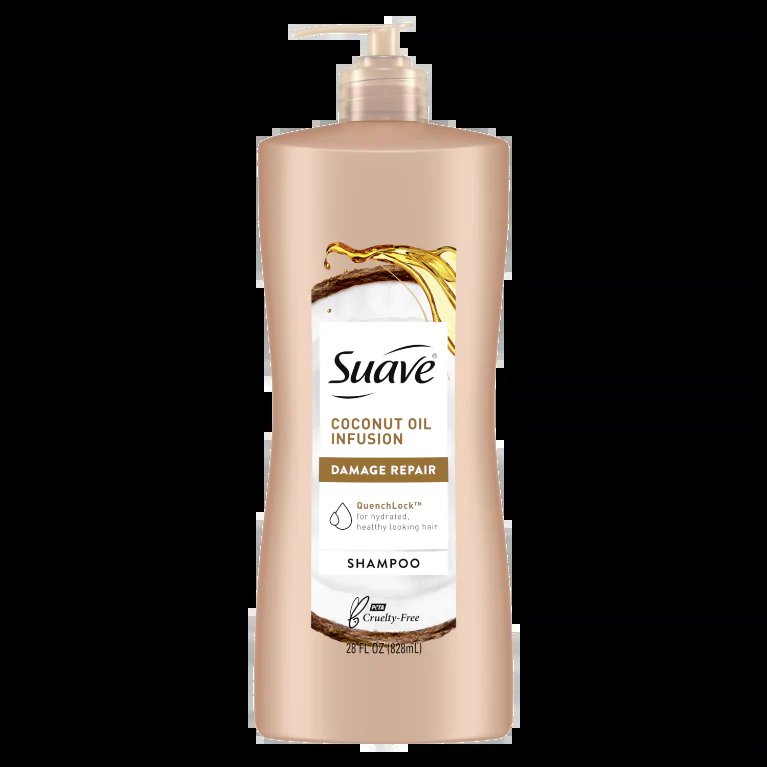 Suave®
COCONUT OIL
INFUSION
DAMAGE REPAIR
QuenchLock™
for hydrated,
healthy looking hair
SHAMPOO
PETA
Cruelty-Free
28 FL OZ (828mL)